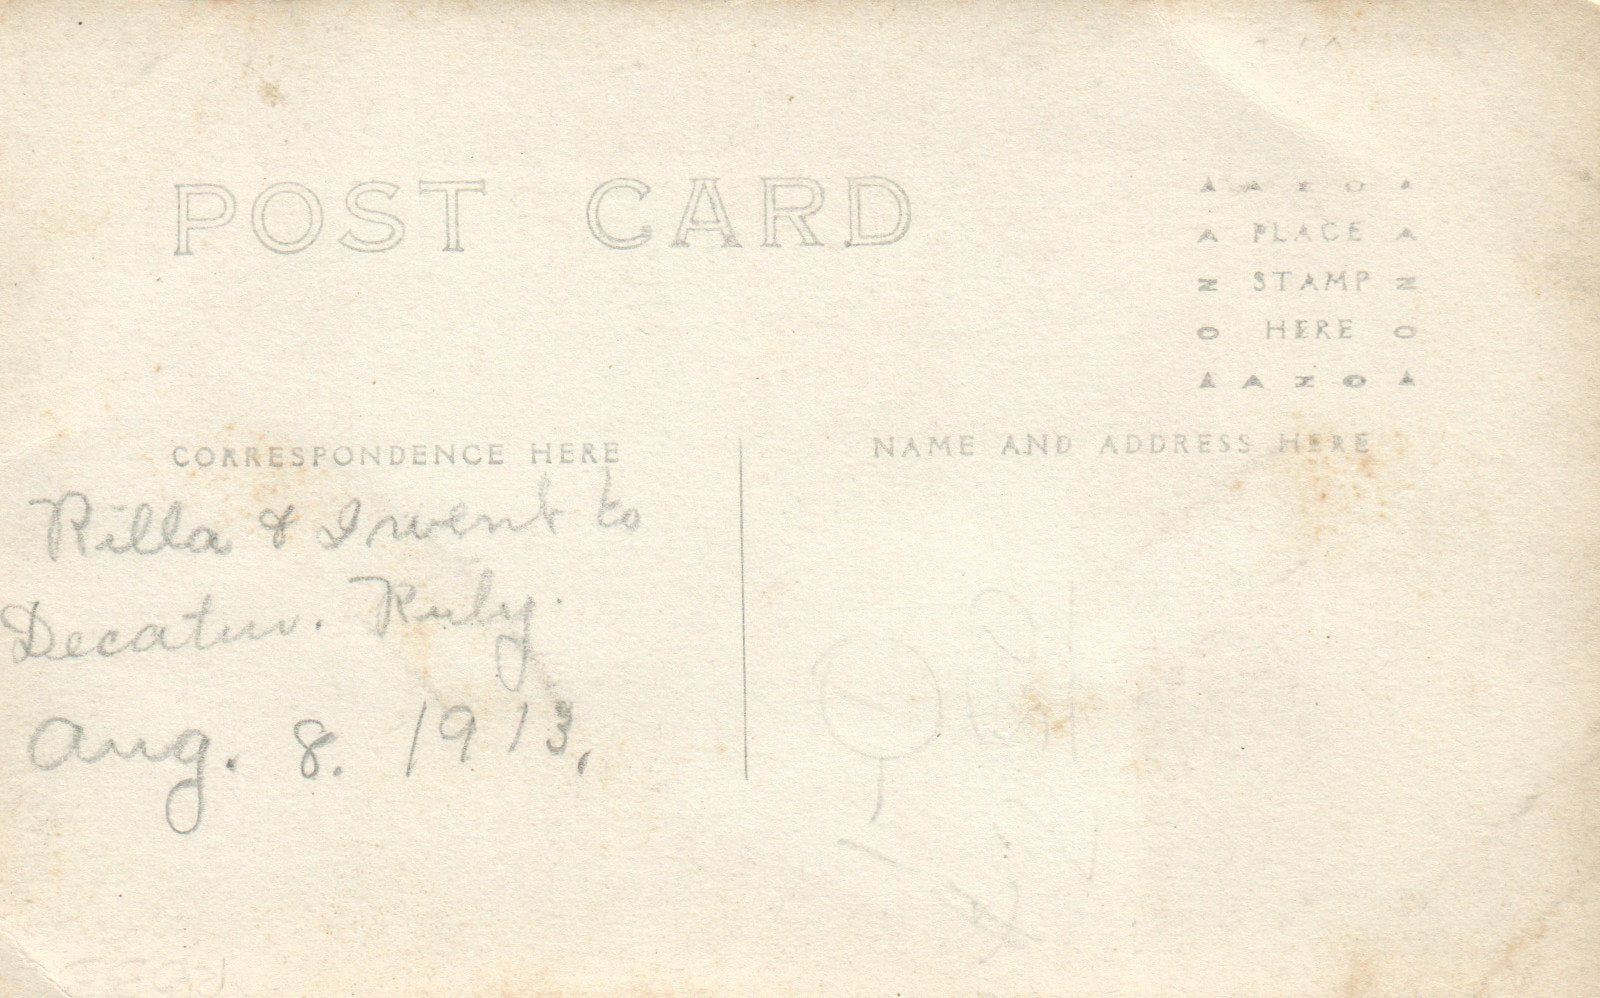 POST CARD
AZO
PLACE
STAMP
HERE
AZO
CORRESPONDENCE HERE
NAME AND ADDRESS HERE
Rilla & I went to
Decatur. Ruby.
Aug. 8. 1913.